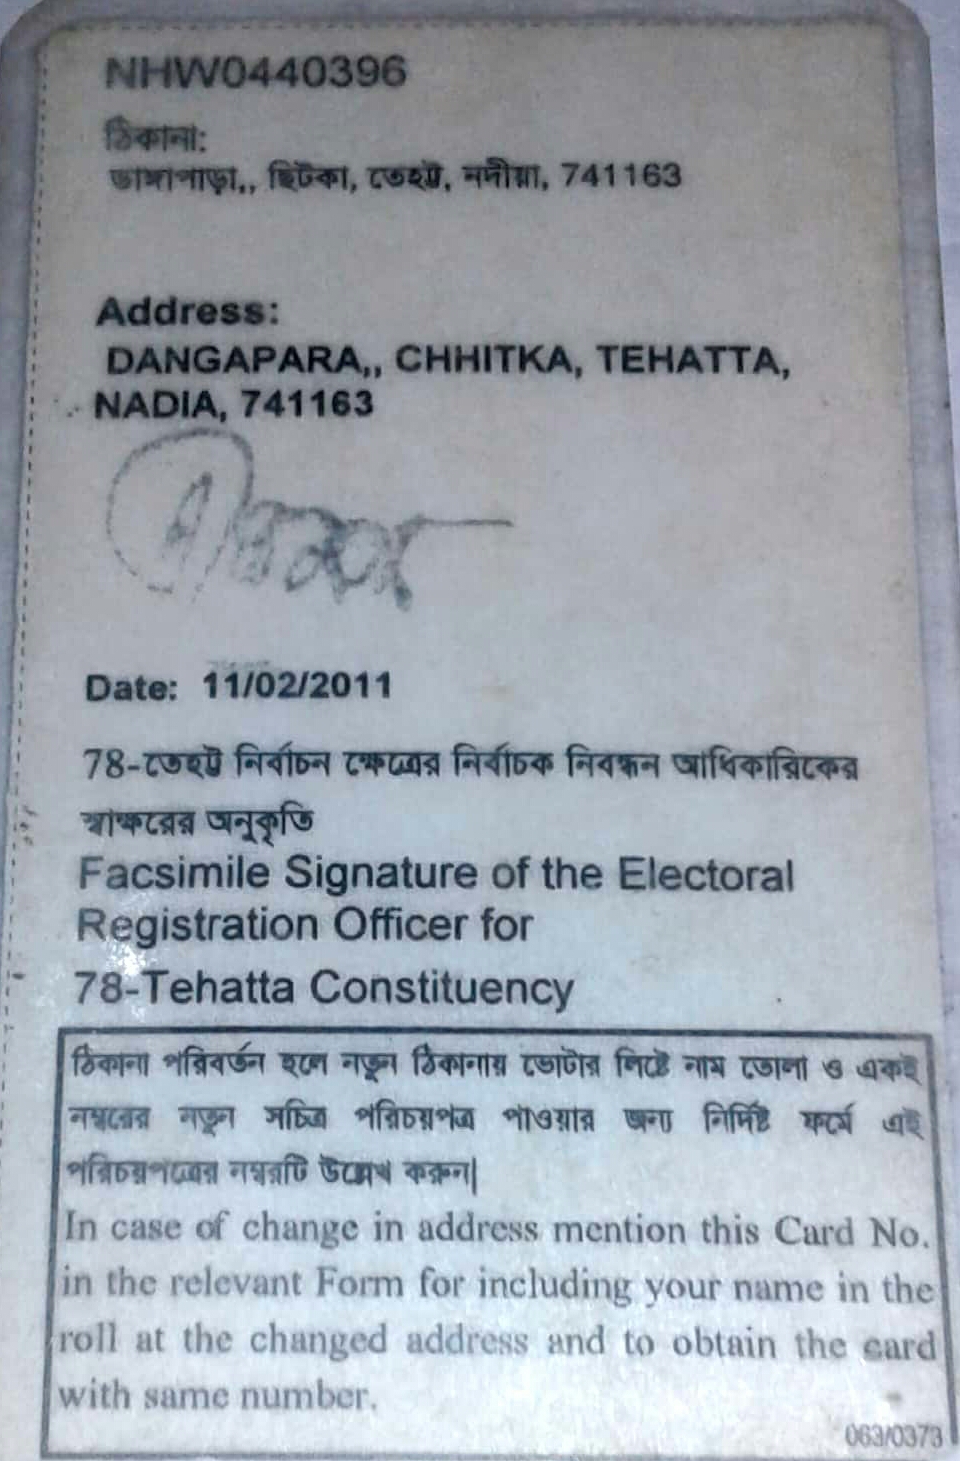 NHW0440396
ঠিকানা:
ডাঙ্গাপাড়া,, ছিটকা, তেহট্ট, নদীয়া, 741163
Address:
DANGAPARA,, CHHITKA, TEHATTA,
NADIA, 741163
Date: 11/02/2011
78-তেহট্ট নির্বাচন ক্ষেত্রের নির্বাচক নিবন্ধন আধিকারিকের
স্বাক্ষরের অনুকৃতি
Facsimile Signature of the Electoral
Registration Officer for
78-Tehatta Constituency
ঠিকানা পরিবর্তন হলে নতুন ঠিকানায় ভোটার লিষ্টে নাম তোলা ও একই
নম্বরের নতুন সচিত্র পরিচয়পত্র পাওয়ার জন্য নির্দিষ্ট ফর্মে এই
পরিচয়পত্রের নম্বরটি উল্লেখ করুন|
In case of change in address mention this Card No.
in the relevant Form for including your name in the
roll at the changed address and to obtain the card
with same number.
063/0373